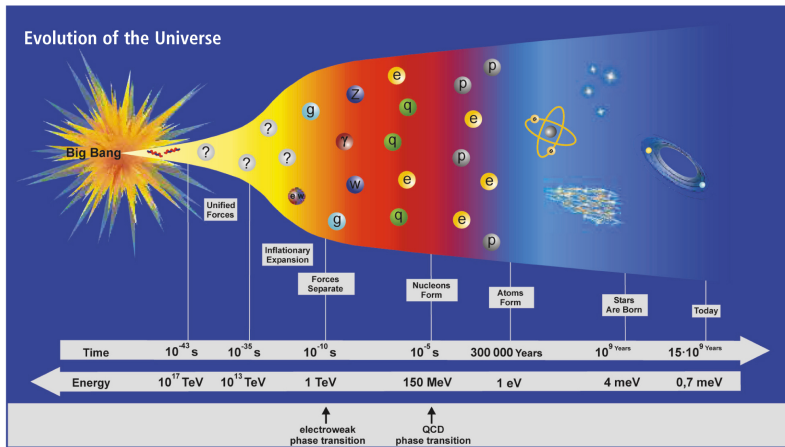 Evolution of the Universe
Big Bang
?
?
?
?
e w
g
g
Z
γ
w
e
q
q
e
q
p
e
p
e
p
p
e
Unified
Forces
Inflationary
Expansion
Forces
Separate
Nucleons
Form
Atoms
Form
Stars
Are Born
Today
Time 10⁻⁴³ s 10⁻³⁵ s 10⁻¹⁰ s 10⁻⁵ s 300 000 Years 10⁹ Years 15·10⁹ Years
Energy 10¹⁷ TeV 10¹³ TeV 1 TeV 150 MeV 1 eV 4 meV 0,7 meV
electroweak
phase transition
QCD
phase transition